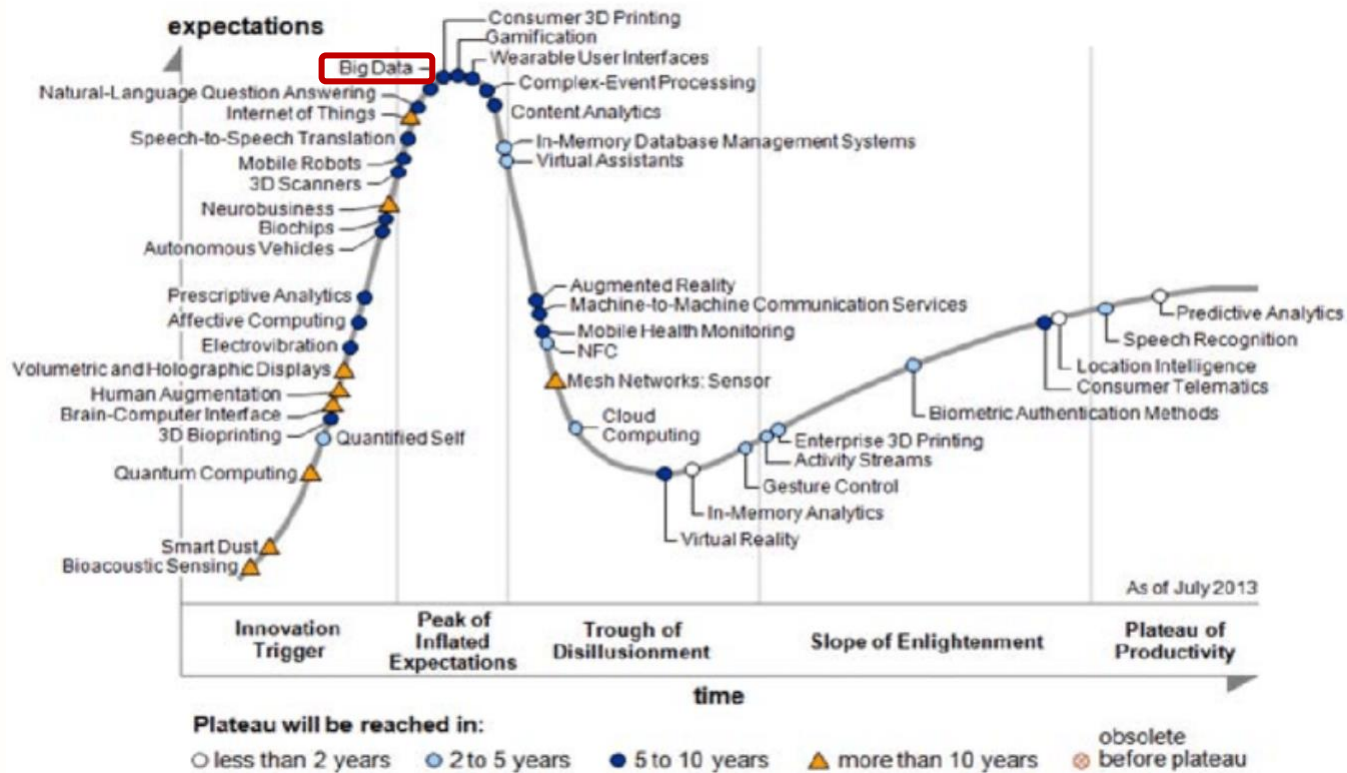 expectations
Consumer 3D Printing
Gamification
Wearable User Interfaces
Big Data
Complex-Event Processing
Natural-Language Question Answering
Content Analytics
Internet of Things
Speech-to-Speech Translation
In-Memory Database Management Systems
Virtual Assistants
Mobile Robots
3D Scanners
Neurobusiness
Biochips
Autonomous Vehicles
Augmented Reality
Prescriptive Analytics
Machine-to-Machine Communication Services
Affective Computing
Mobile Health Monitoring
Electrovibration
NFC
Volumetric and Holographic Displays
Mesh Networks: Sensor
Human Augmentation
Brain-Computer Interface
3D Bioprinting
Quantified Self
Quantum Computing
Smart Dust
Bioacoustic Sensing
Cloud
Computing
Enterprise 3D Printing
Activity Streams
Gesture Control
In-Memory Analytics
Virtual Reality
Predictive Analytics
Speech Recognition
Location Intelligence
Consumer Telematics
Biometric Authentication Methods
As of July 2013
Innovation
Trigger
Peak of
Inflated
Expectations
Trough of
Disillusionment
Slope of Enlightenment
Plateau of
Productivity
time
Plateau will be reached in:
less than 2 years
2 to 5 years
5 to 10 years
more than 10 years
obsolete
before plateau